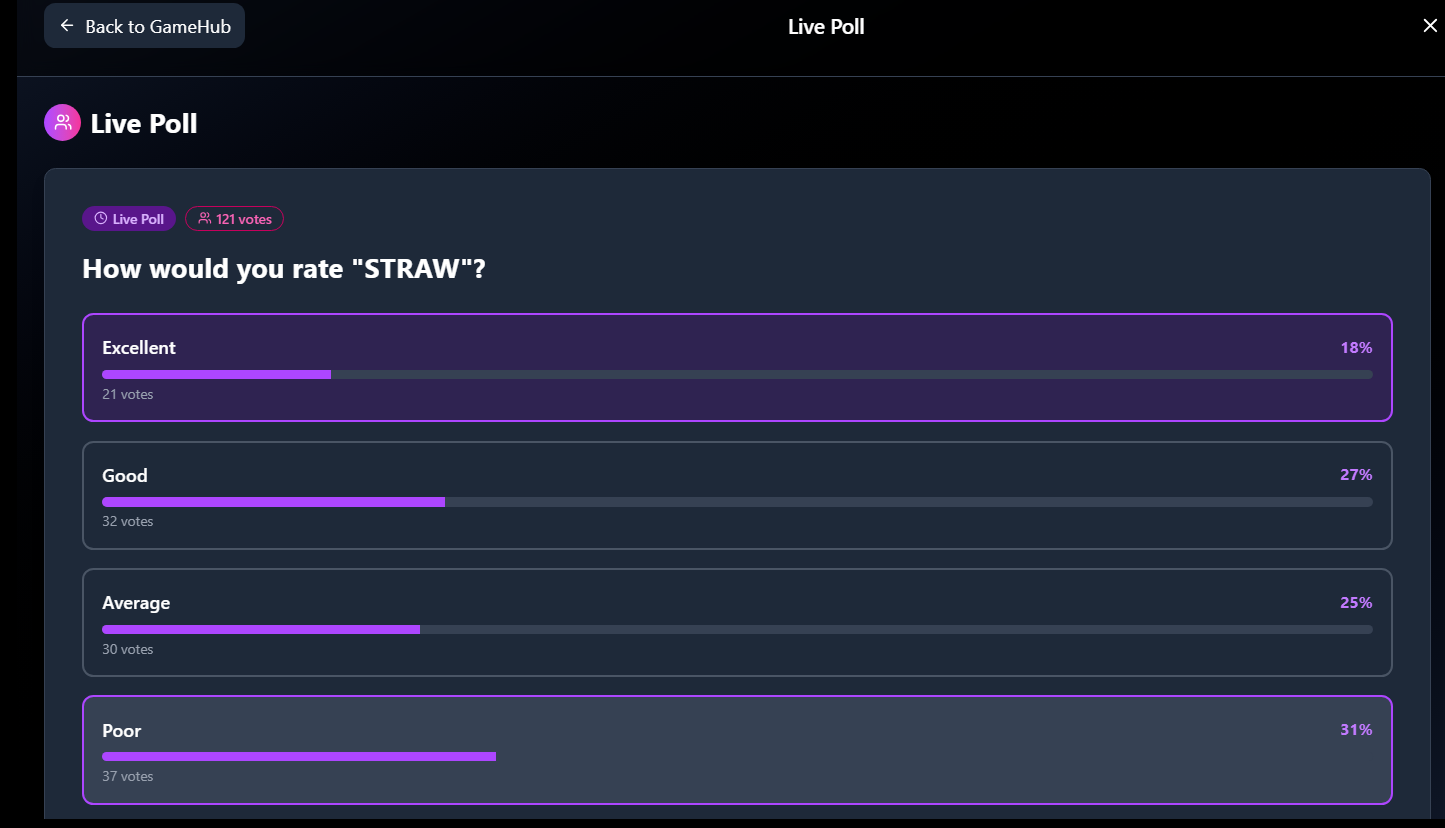 Back to GameHub
Live Poll
Live Poll
Live Poll
121 votes
How would you rate "STRAW"?
Excellent
18%
21 votes
Good
27%
32 votes
Average
25%
30 votes
Poor
31%
37 votes